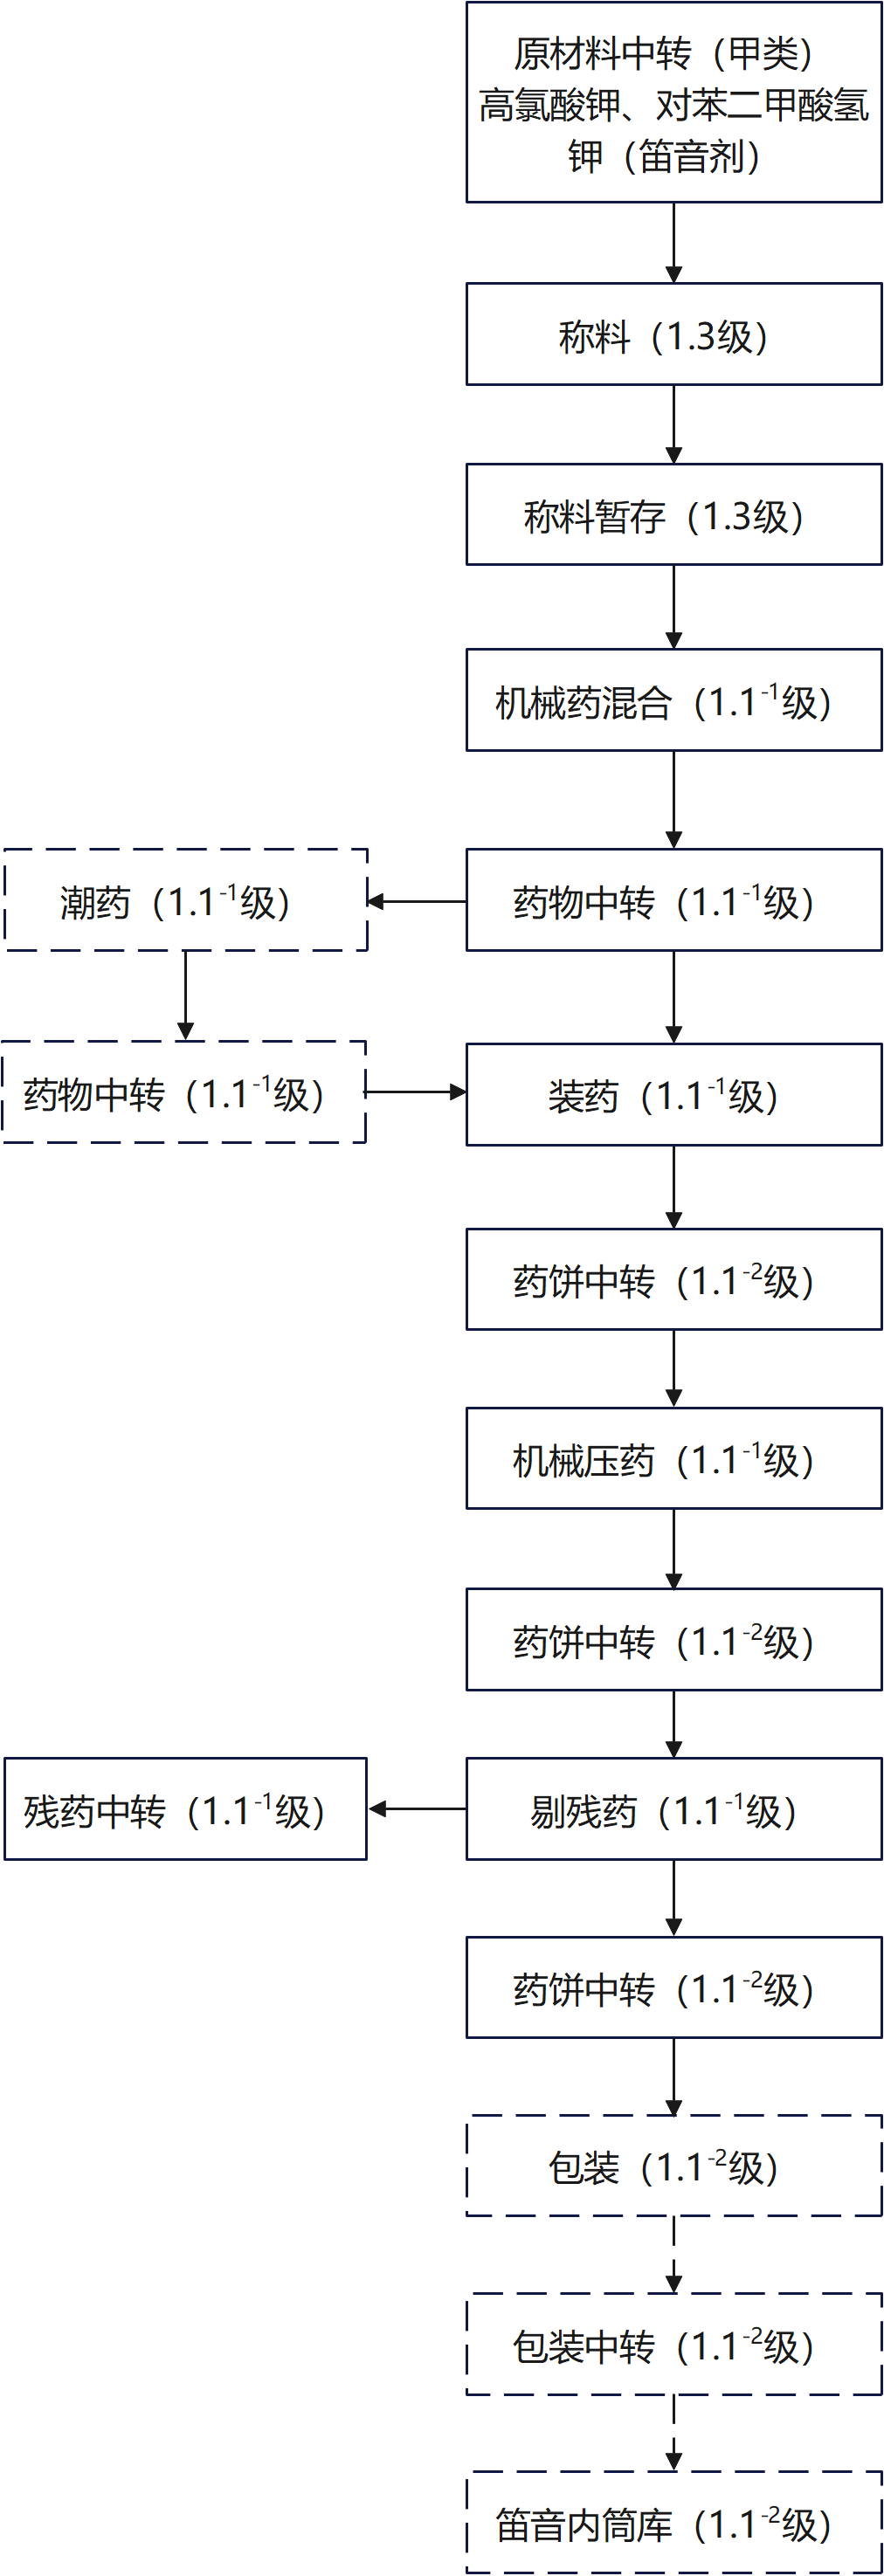 原材料中转（甲类）
高氯酸钾、对苯二甲酸氢
钾（笛音剂）
称料（1.3级）
称料暂存（1.3级）
机械药混合（1.1⁻¹级）
潮药（1.1⁻¹级）
药物中转（1.1⁻¹级）
药物中转（1.1⁻¹级）
装药（1.1⁻¹级）
药饼中转（1.1⁻²级）
机械压药（1.1⁻¹级）
药饼中转（1.1⁻²级）
残药中转（1.1⁻¹级）
剔残药（1.1⁻¹级）
药饼中转（1.1⁻²级）
包装（1.1⁻²级）
包装中转（1.1⁻²级）
笛音内筒库（1.1⁻²级）